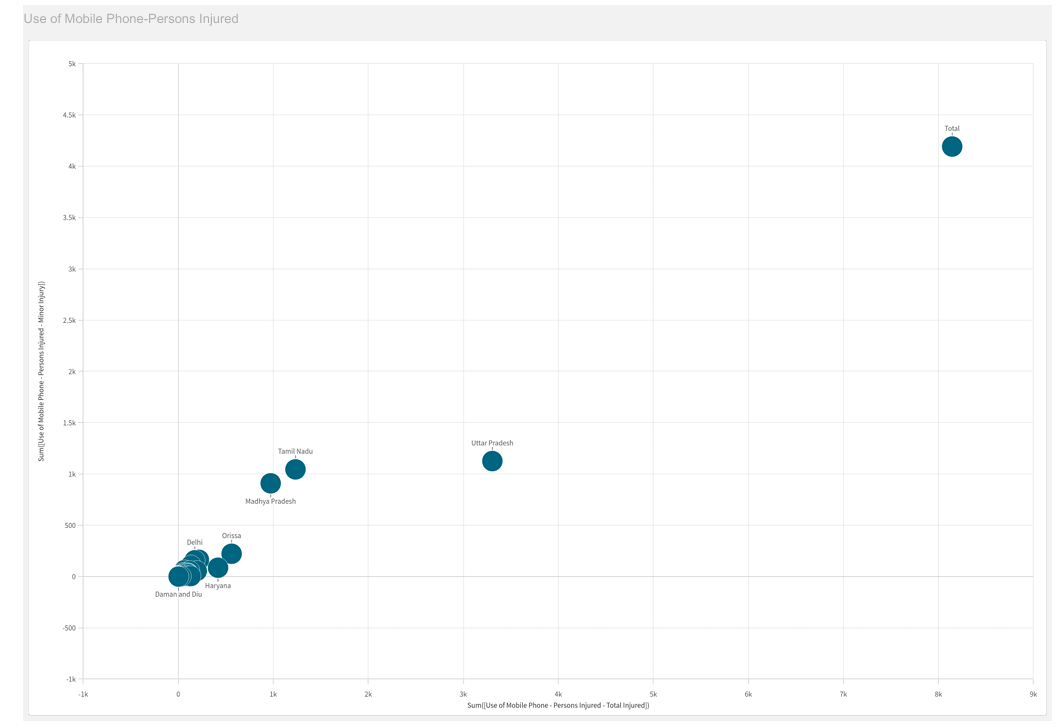 Use of Mobile Phone-Persons Injured
5k
4.5k
4k
3.5k
3k
2.5k
2k
1.5k
1k
500
0
-500
-1k
Sum([Use of Mobile Phone - Persons Injured - Minor Injury])
Total
Uttar Pradesh
Tamil Nadu
Madhya Pradesh
Orissa
Delhi
Haryana
Daman and Diu
-1k
0
1k
2k
3k
4k
5k
6k
7k
8k
9k
Sum([Use of Mobile Phone - Persons Injured - Total Injured])